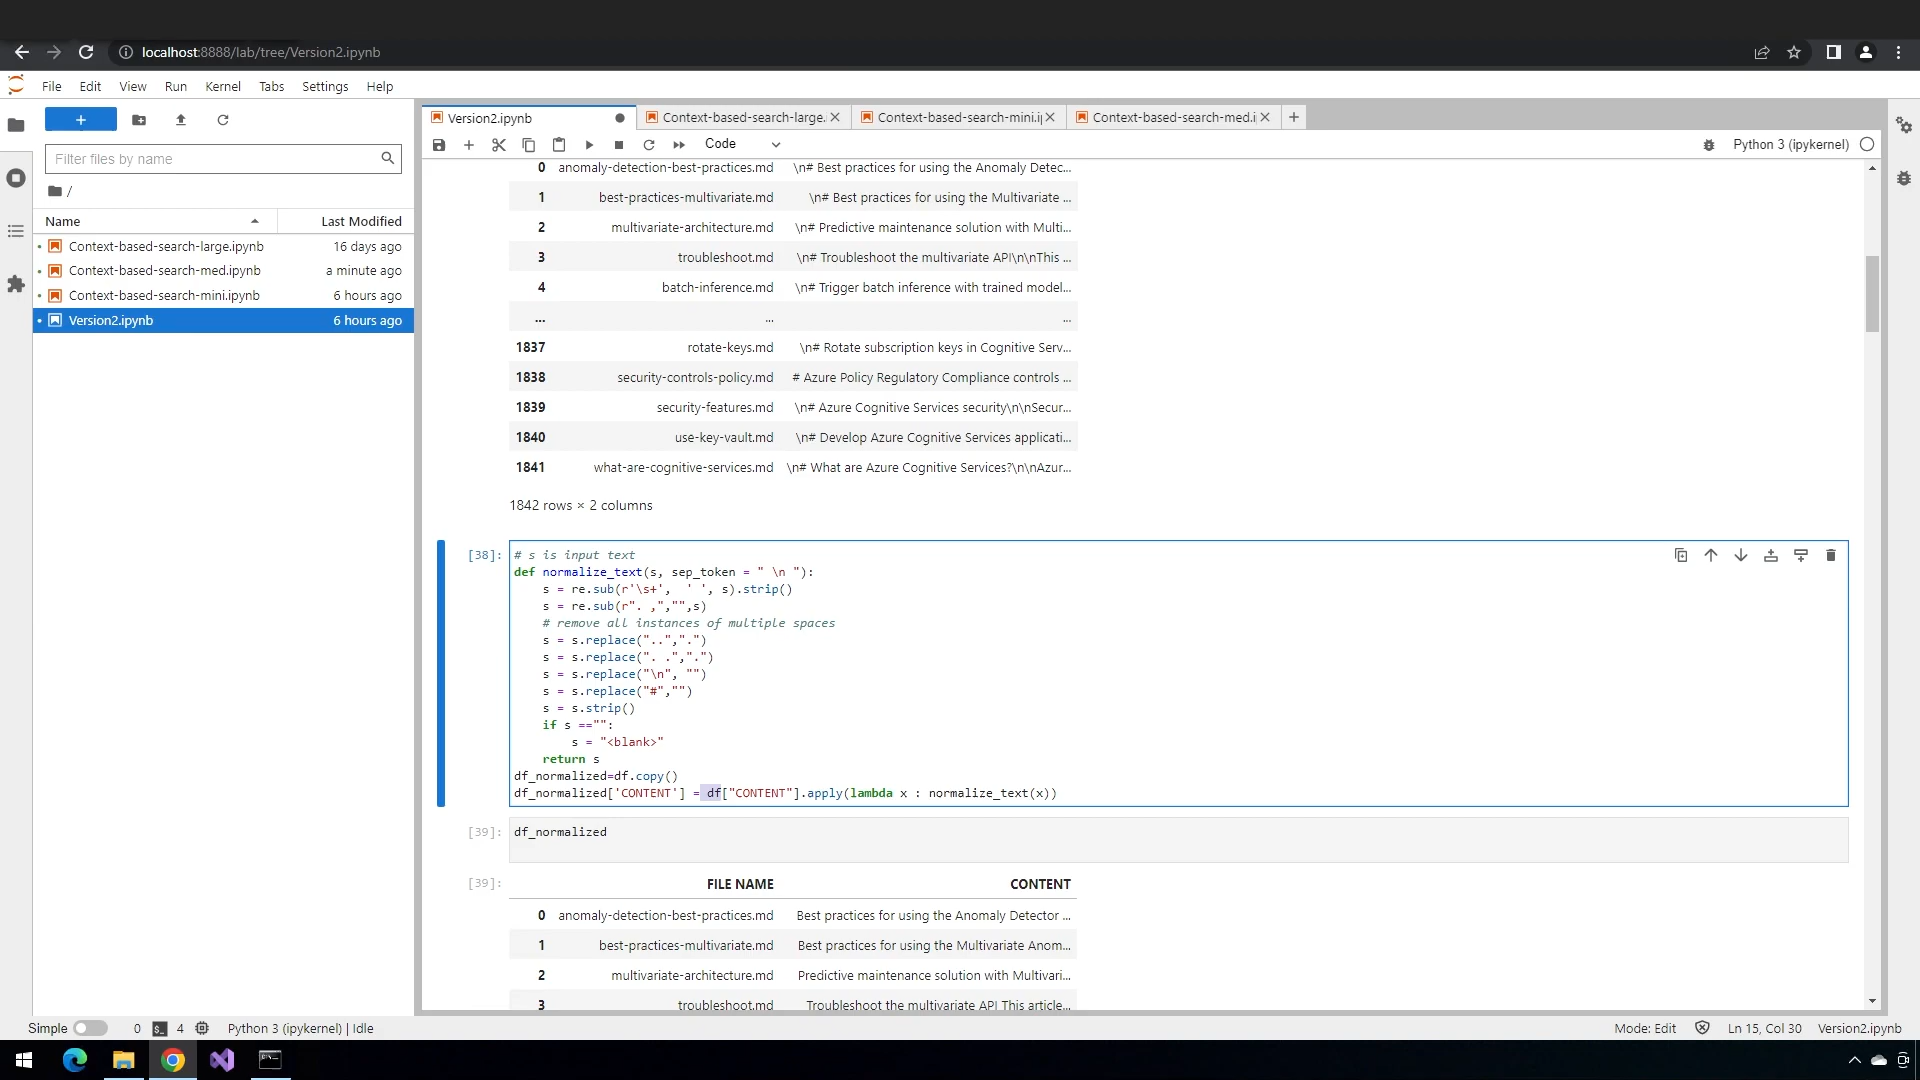 localhost:8888/lab/tree/Version2.ipynb
File Edit View Run Kernel Tabs Settings Help
Version2.ipynb
Context-based-search-large.
Context-based-search-mini.i
Context-based-search-med.i
Filter files by name
Code
Python 3 (ipykernel)
/
Name Last Modified
Context-based-search-large.ipynb 16 days ago
Context-based-search-med.ipynb a minute ago
Context-based-search-mini.ipynb 6 hours ago
Version2.ipynb 6 hours ago
0 anomaly-detection-best-practices.md \n# Best practices for using the Anomaly Detec...
1 best-practices-multivariate.md \n# Best practices for using the Multivariate ...
2 multivariate-architecture.md \n# Predictive maintenance solution with Multi...
3 troubleshoot.md \n# Troubleshoot the multivariate API\n\nThis ...
4 batch-inference.md \n# Trigger batch inference with trained model...
... ... ...
1837 rotate-keys.md \n# Rotate subscription keys in Cognitive Serv...
1838 security-controls-policy.md # Azure Policy Regulatory Compliance controls ...
1839 security-features.md \n# Azure Cognitive Services security\n\nSecur...
1840 use-key-vault.md \n# Develop Azure Cognitive Services applicati...
1841 what-are-cognitive-services.md \n# What are Azure Cognitive Services?\n\nAzur...
1842 rows × 2 columns
[38]: # s is input text
def normalize_text(s, sep_token = " \n "):
    s = re.sub(r'\s+',  ' ', s).strip()
    s = re.sub(r". ,","",s)
    # remove all instances of multiple spaces
    s = s.replace("..",".")
    s = s.replace(". .",".")
    s = s.replace("\n", "")
    s = s.replace("#","")
    s = s.strip()
    if s =="":
        s = "<blank>"
    return s
df_normalized=df.copy()
df_normalized['CONTENT'] = df["CONTENT"].apply(lambda x : normalize_text(x))
[39]: df_normalized
[39]: FILE NAME CONTENT
0 anomaly-detection-best-practices.md Best practices for using the Anomaly Detector ...
1 best-practices-multivariate.md Best practices for using the Multivariate Anom...
2 multivariate-architecture.md Predictive maintenance solution with Multivari...
3 troubleshoot.md Troubleshoot the multivariate API This article...
Simple 0 4 Python 3 (ipykernel) | Idle Mode: Edit Ln 15, Col 30 Version2.ipynb